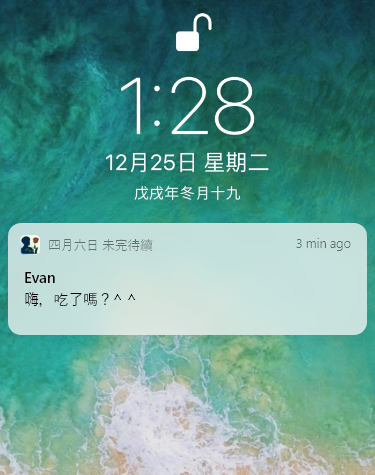 1:28
12月25日 星期二
戊戌年冬月十九
四月六日 未完待續
3 min ago
Evan
嗨，吃了嗎？^ ^